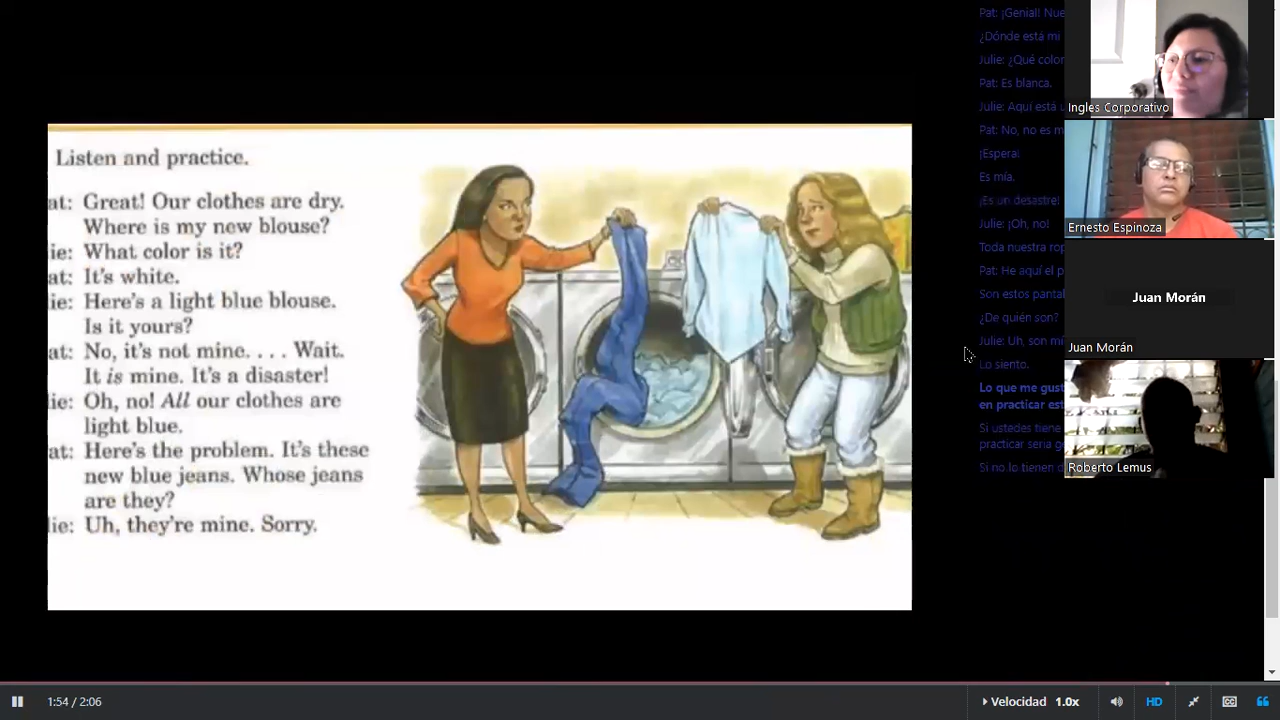 Listen and practice.
at: Great! Our clothes are dry.
Where is my new blouse?
ie: What color is it?
at: It's white.
lie: Here's a light blue blouse.
Is it yours?
at: No, it's not mine. . . . Wait.
It is mine. It's a disaster!
lie: Oh, no! All our clothes are
light blue.
at: Here's the problem. It's these
new blue jeans. Whose jeans
are they?
lie: Uh, they're mine. Sorry.
Pat: ¡Genial! Nue
¿Dónde está mi
Julie: ¿Qué color
Pat: Es blanca.
Julie: Aquí está u
Pat: No, no es m
¡Espera!
Es mía.
¡Es un desastre!
Julie: ¡Oh, no!
Toda nuestra rop
Pat: He aquí el p
Son estos pantal
¿De quién son?
Julie: Uh, son mí
Lo siento.
Lo que me gust
en practicar est
Si ustedes tiene
practicar sería g
Si no lo tienen d
Ingles Corporativo
Ernesto Espinoza
Juan Morán
Juan Morán
Roberto Lemus
1:54 / 2:06
Velocidad 1.0x
HD
CC